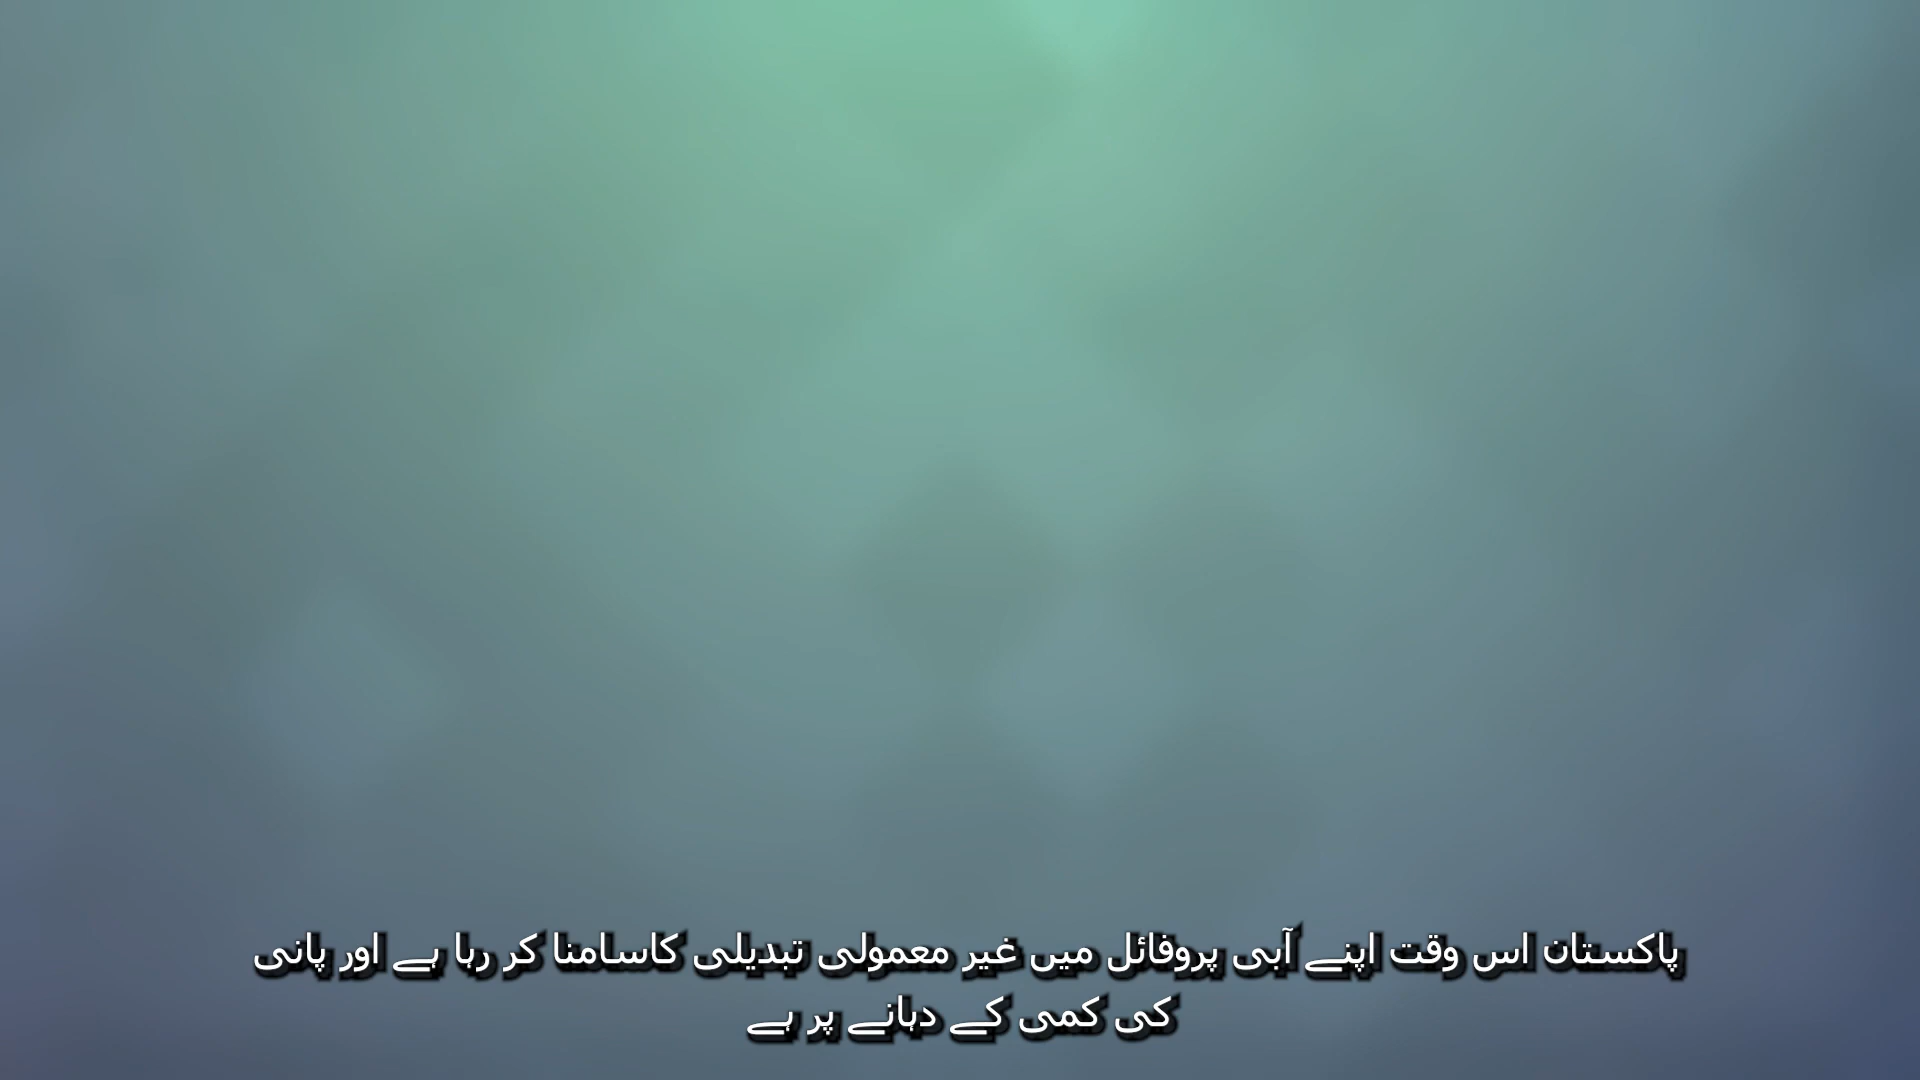 پاکستان اس وقت اپنے آبی پروفائل میں غیر معمولی تبدیلی کاسامنا کر رہا ہے اور پانی
کی کمی کے دہانے پر ہے